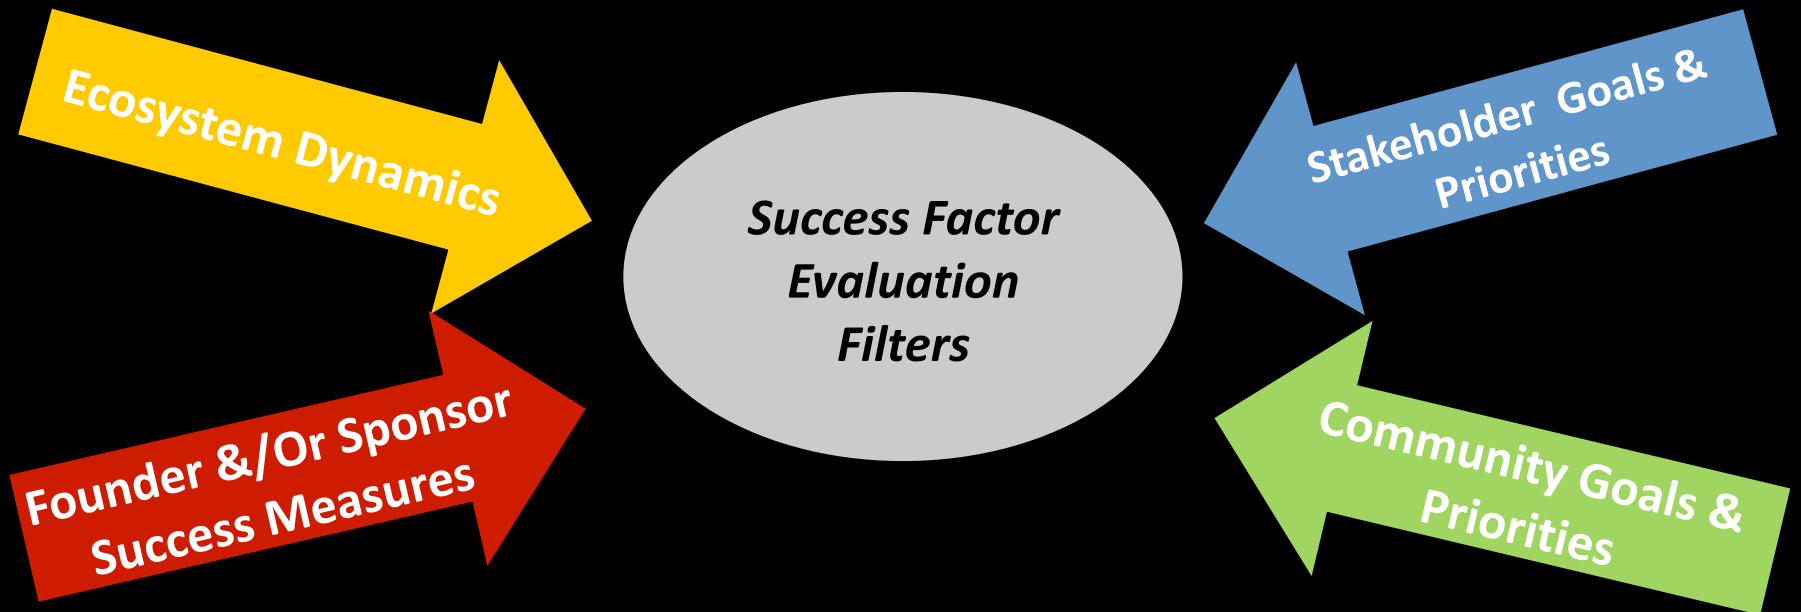 Ecosystem Dynamics
Stakeholder Goals &
Priorities
Success Factor
Evaluation
Filters
Founder &/Or Sponsor
Success Measures
Community Goals &
Priorities